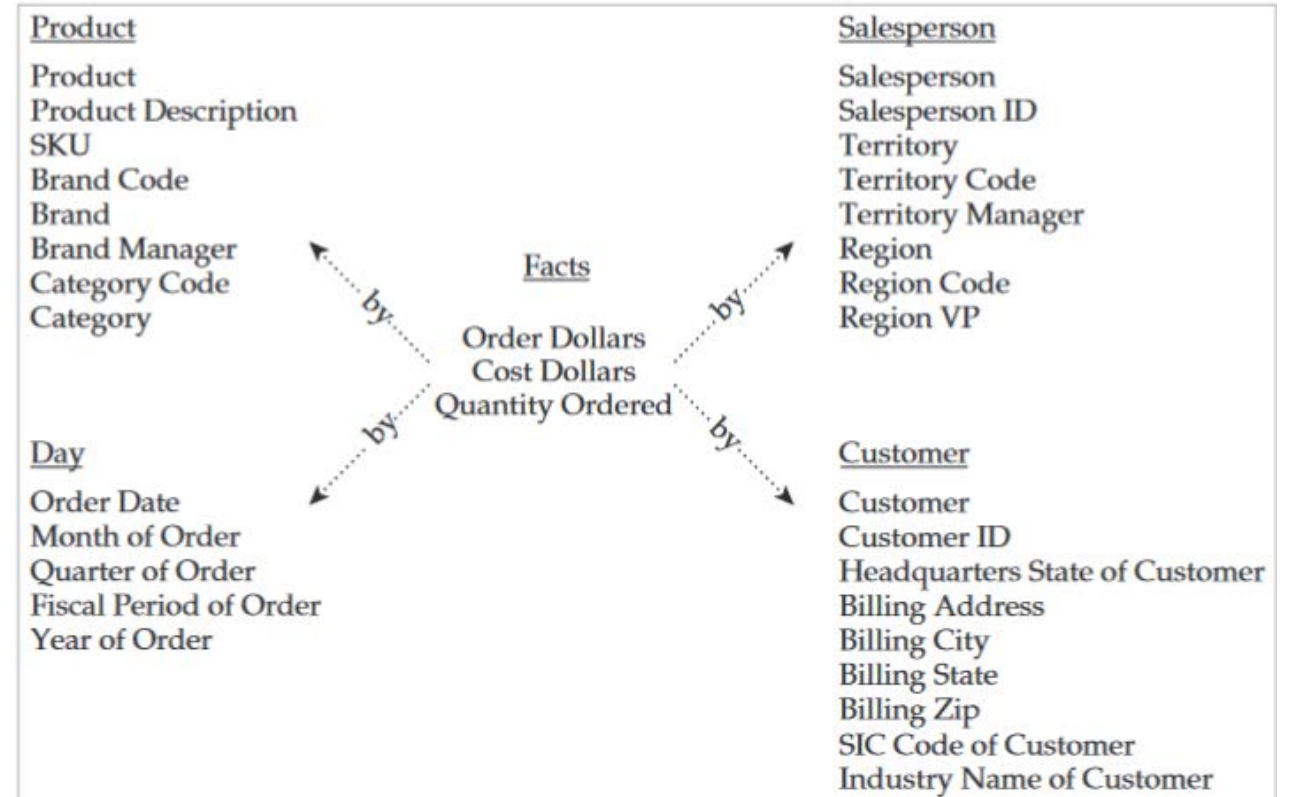 Product
Product
Product Description
SKU
Brand Code
Brand
Brand Manager
Category Code
Category
Salesperson
Salesperson
Salesperson ID
Territory
Territory Code
Territory Manager
Region
Region Code
Region VP
by
by
Facts
Order Dollars
Cost Dollars
Quantity Ordered
by
by
Day
Order Date
Month of Order
Quarter of Order
Fiscal Period of Order
Year of Order
Customer
Customer
Customer ID
Headquarters State of Customer
Billing Address
Billing City
Billing State
Billing Zip
SIC Code of Customer
Industry Name of Customer